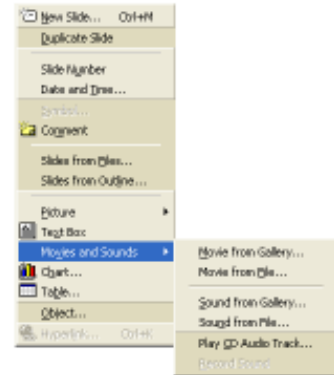 New Slide... Ctrl+M
Duplicate Slide
Slide Number
Date and Time...
Symbol...
Comment
Slides from Files...
Slides from Outline...
Picture
Text Box
Movies and Sounds
Chart...
Table...
Object...
Hyperlink... Ctrl+K
Movie from Gallery...
Movie from File...
Sound from Gallery...
Sound from File...
Play CD Audio Track...
Record Sound